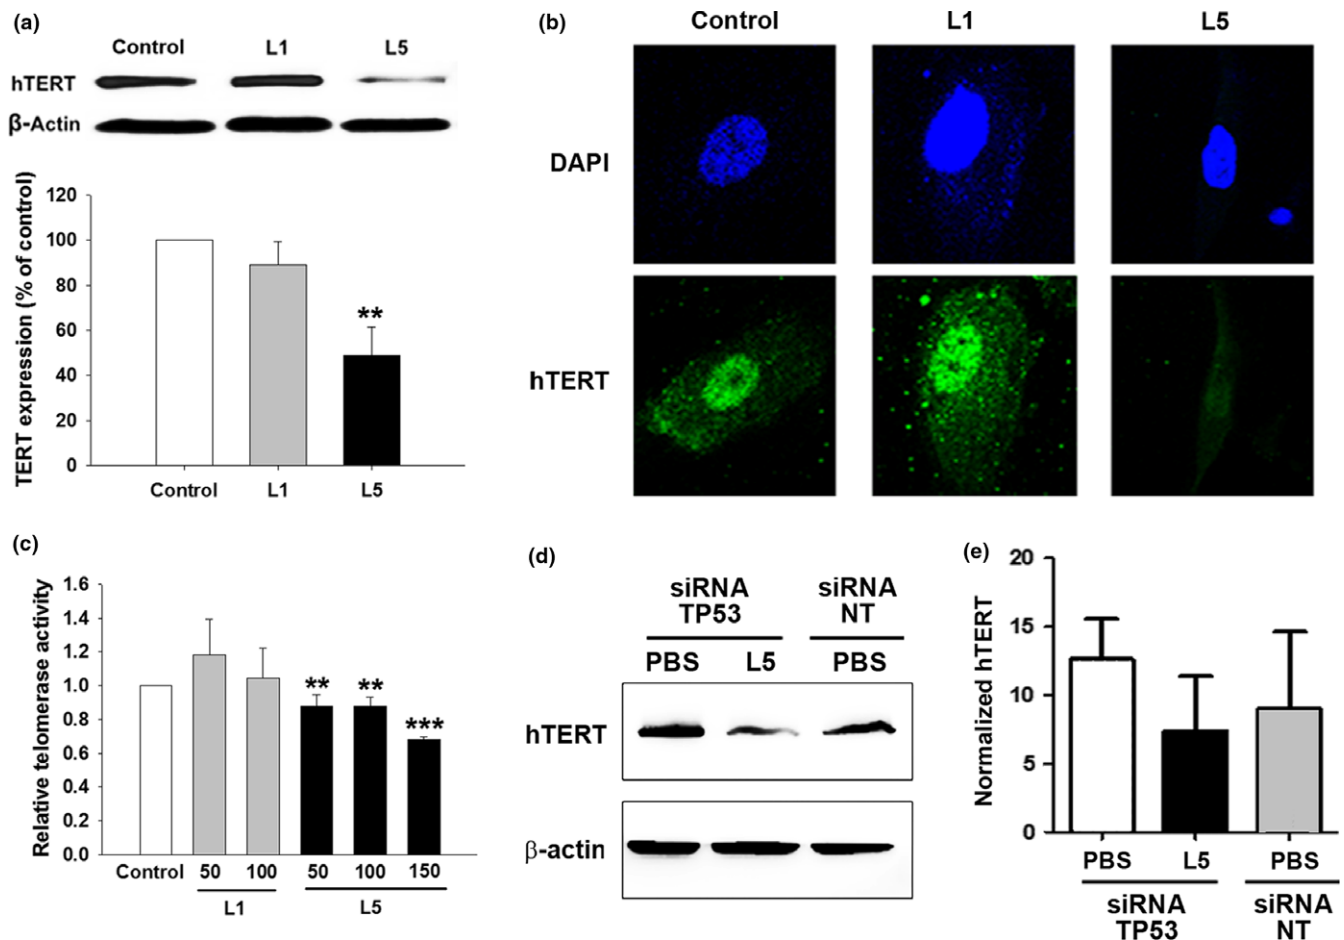 (a)
Control L1 L5
hTERT
β-Actin
TERT expression (% of control)
120
100
80
60
40
20
0
**
Control L1 L5
(b)
Control L1 L5
DAPI
hTERT
(c)
Relative telomerase activity
1.6
1.4
1.2
1.0
0.8
0.6
0.4
0.2
0.0
** ** ***
Control 50 100 50 100 150
L1 L5
(d)
siRNA siRNA
TP53 NT
PBS L5 PBS
hTERT
β-actin
(e)
Normalized hTERT
20
15
10
5
0
PBS L5 PBS
siRNA siRNA
TP53 NT